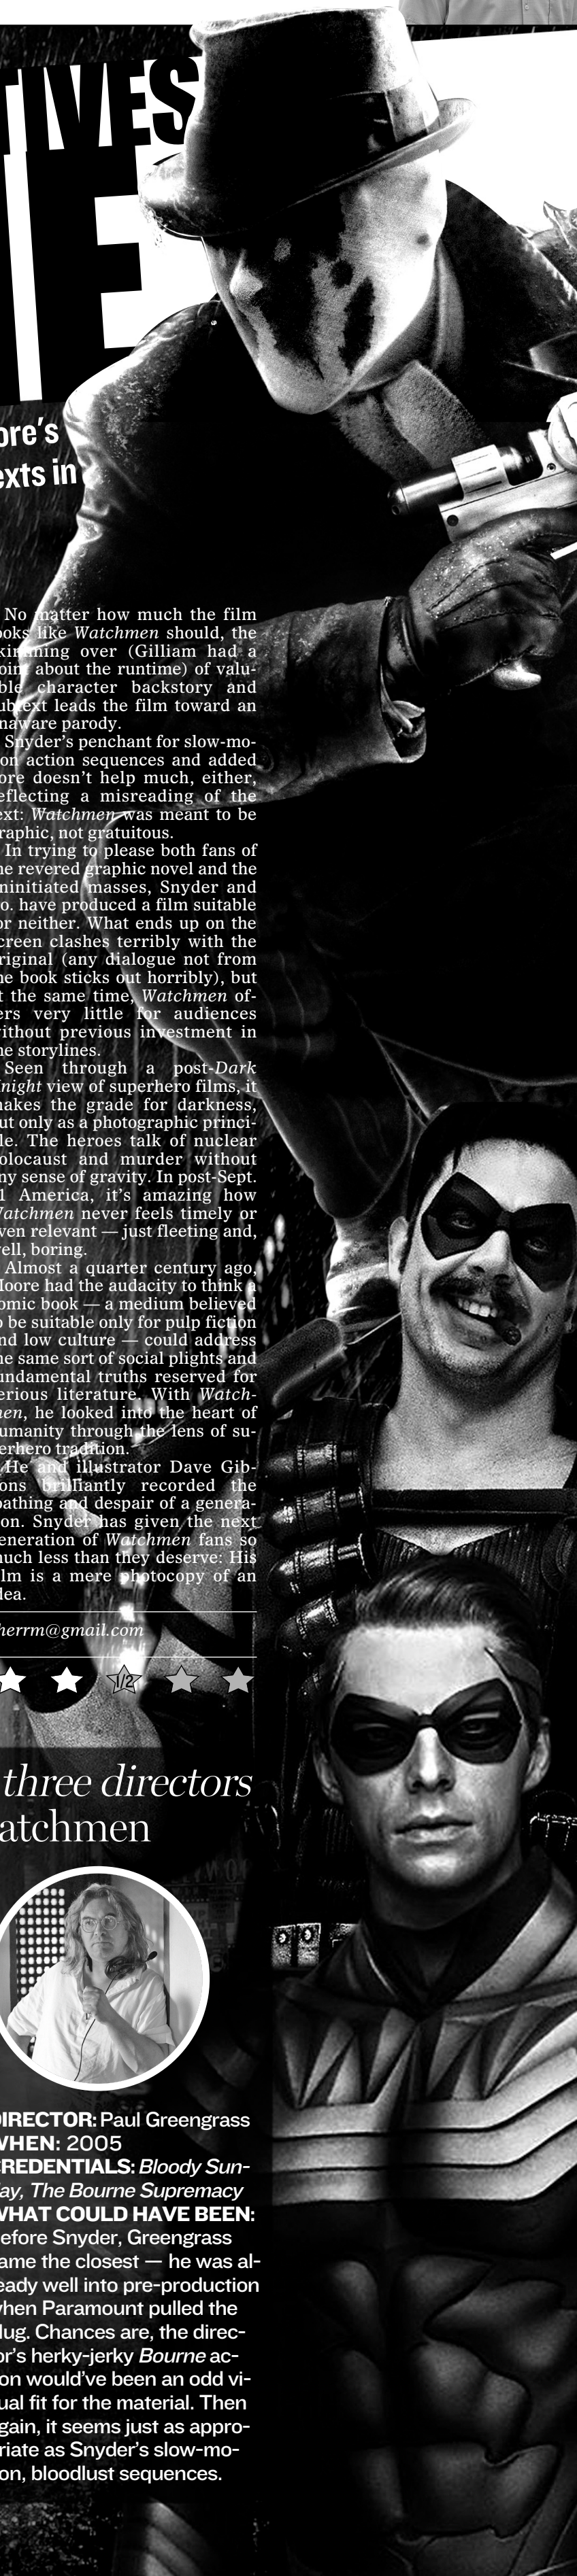 TIVES
E
ore's
exts in
No matter how much the film
ooks like Watchmen should, the
kimming over (Gilliam had a
oint about the runtime) of valu-
ble character backstory and
ubtext leads the film toward an
naware parody.
Snyder's penchant for slow-mo-
on action sequences and added
ore doesn't help much, either,
eflecting a misreading of the
ext: Watchmen was meant to be
raphic, not gratuitous.
In trying to please both fans of
he revered graphic novel and the
ninitiated masses, Snyder and
o. have produced a film suitable
or neither. What ends up on the
creen clashes terribly with the
riginal (any dialogue not from
he book sticks out horribly), but
t the same time, Watchmen of-
ers very little for audiences
ithout previous investment in
he storylines.
Seen through a post-Dark
night view of superhero films, it
akes the grade for darkness,
ut only as a photographic princi-
le. The heroes talk of nuclear
olocaust and murder without
ny sense of gravity. In post-Sept.
1 America, it's amazing how
Watchmen never feels timely or
ven relevant — just fleeting and,
ell, boring.
Almost a quarter century ago,
Moore had the audacity to think a
omic book — a medium believed
o be suitable only for pulp fiction
nd low culture — could address
he same sort of social plights and
undamental truths reserved for
erious literature. With Watch-
men, he looked into the heart of
umanity through the lens of su-
erhero tradition.
He and illustrator Dave Gib-
ons brilliantly recorded the
oathing and despair of a genera-
on. Snyder has given the next
eneration of Watchmen fans so
uch less than they deserve: His
lm is a mere photocopy of an
dea.
herrm@gmail.com
1/2
three directors
atchmen
DIRECTOR: Paul Greengrass
WHEN: 2005
CREDENTIALS: Bloody Sun-
ay, The Bourne Supremacy
WHAT COULD HAVE BEEN:
efore Snyder, Greengrass
ame the closest — he was al-
eady well into pre-production
hen Paramount pulled the
lug. Chances are, the direc-
or's herky-jerky Bourne ac-
on would've been an odd vi-
ual fit for the material. Then
gain, it seems just as appro-
riate as Snyder's slow-mo-
on, bloodlust sequences.